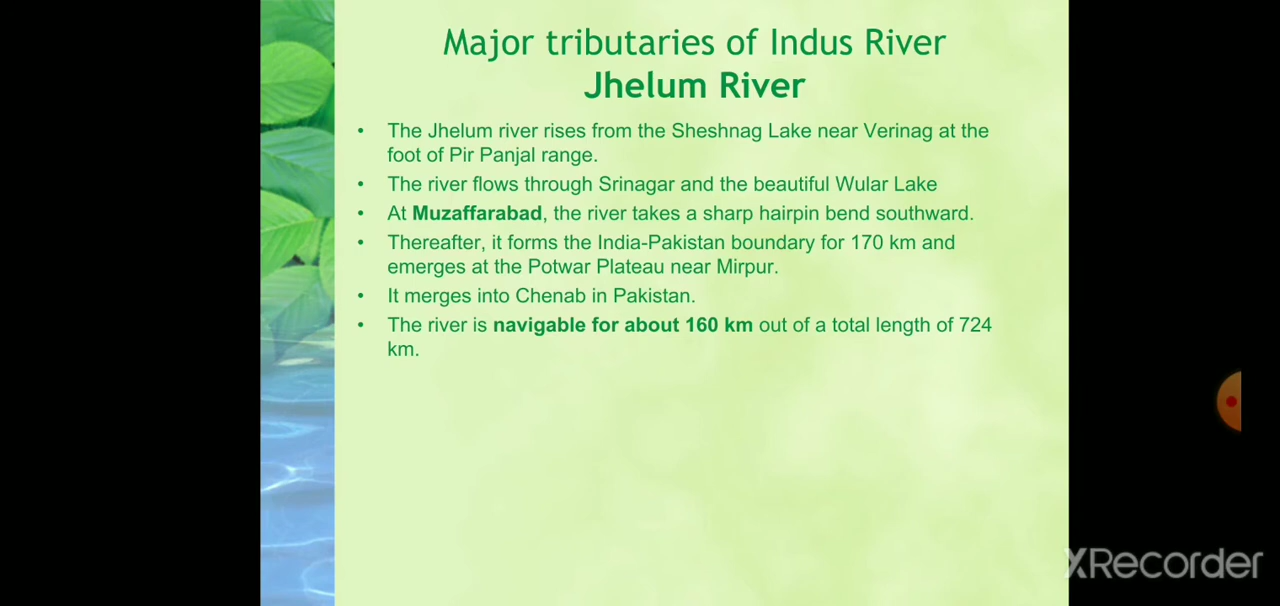 Major tributaries of Indus River
Jhelum River
• The Jhelum river rises from the Sheshnag Lake near Verinag at the
foot of Pir Panjal range.
• The river flows through Srinagar and the beautiful Wular Lake
• At Muzaffarabad, the river takes a sharp hairpin bend southward.
• Thereafter, it forms the India-Pakistan boundary for 170 km and
emerges at the Potwar Plateau near Mirpur.
• It merges into Chenab in Pakistan.
• The river is navigable for about 160 km out of a total length of 724
km.
XRecorder